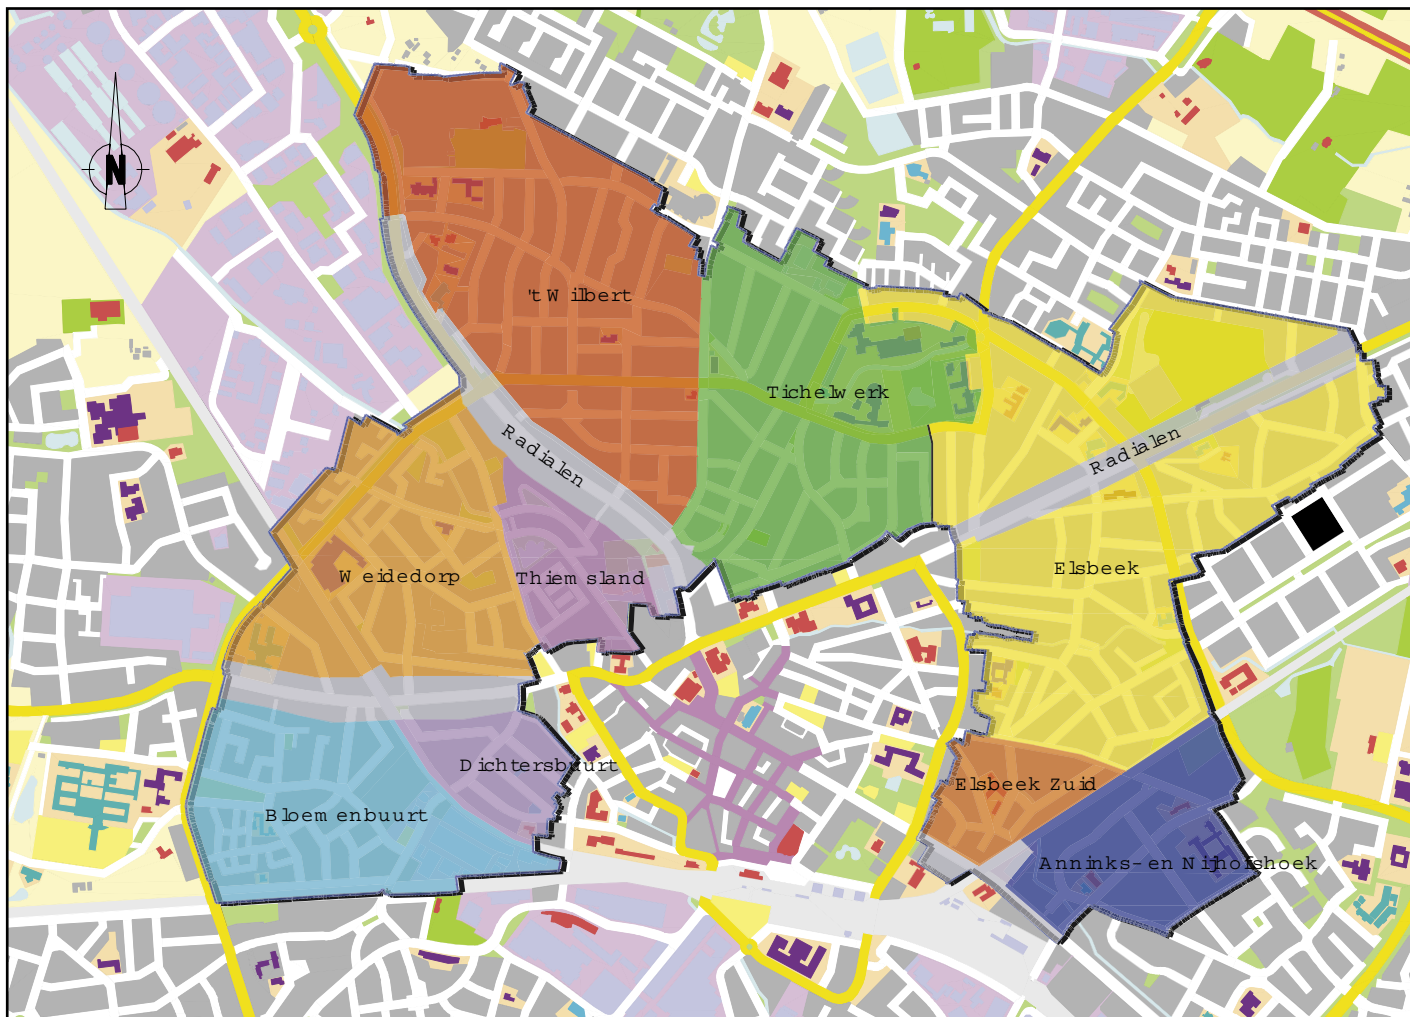 N
't Wilbert
Tichelwerk
Radialen
Radialen
Weidedorp
Thiemsland
Elsbeek
Dichtersbuurt
Elsbeek Zuid
Bloemenbuurt
Anninks- en Nijhofshoek